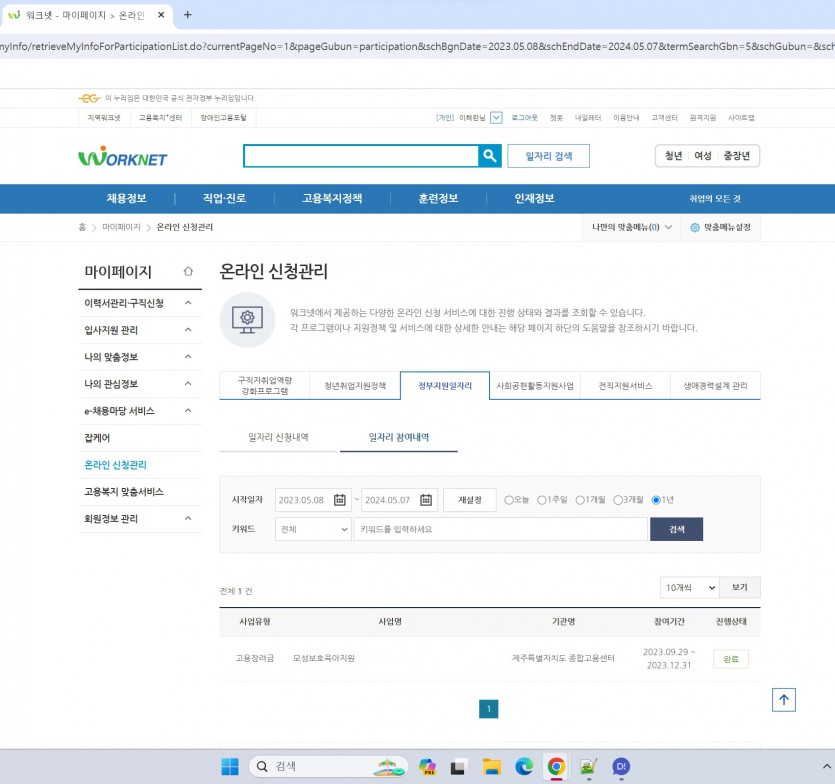 워크넷 - 마이페이지 > 온라인
myInfo/retrieveMyInfoForParticipationList.do?currentPageNo=1&pageGubun=participation&schBgnDate=2023.05.08&schEndDate=2024.05.07&termSearchGbn=5&schGubun=&sch
이 누리집은 대한민국 공식 전자정부 누리집입니다.
지역워크넷 고용복지+센터 장애인고용포털 [개인] 이해란님 로그아웃 챗봇 내일레터 이용안내 고객센터 원격지원 사이트맵
WORKNET 일자리 검색 청년 여성 중장년
채용정보 직업·진로 고용복지정책 훈련정보 인재정보 취업의 모든 것
홈 > 마이페이지 > 온라인 신청관리 나만의 맞춤메뉴(0) 맞춤메뉴설정
마이페이지
이력서관리·구직신청
입사지원 관리
나의 맞춤정보
나의 관심정보
e-채용마당 서비스
잡케어
온라인 신청관리
고용복지 맞춤서비스
회원정보 관리
온라인 신청관리
워크넷에서 제공하는 다양한 온라인 신청 서비스에 대한 진행 상태와 결과를 조회할 수 있습니다.
각 프로그램이나 지원정책 및 서비스에 대한 상세한 안내는 해당 페이지 하단의 도움말을 참조하시기 바랍니다.
구직자취업역량
강화프로그램
청년취업지원정책
정부지원일자리
사회공헌활동지원사업
전직지원서비스
생애경력설계 관리
일자리 신청내역 일자리 참여내역
시작일자 2023.05.08 ~ 2024.05.07 재설정 오늘 1주일 1개월 3개월 1년
키워드 전체 키워드를 입력하세요 검색
전체 1 건 10개씩 보기
사업유형 사업명 기관명 참여기간 진행상태
고용장려금 모성보호육아지원 제주특별자치도 종합고용센터 2023.09.29 ~
2023.12.31 완료
1
검색